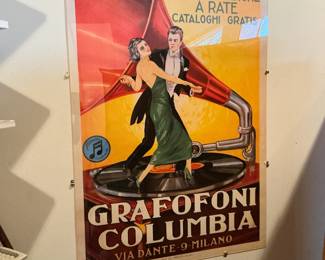 A RATE
CATALOGHI GRATIS
GRAFOFONI
COLUMBIA
VIA DANTE·9·MILANO